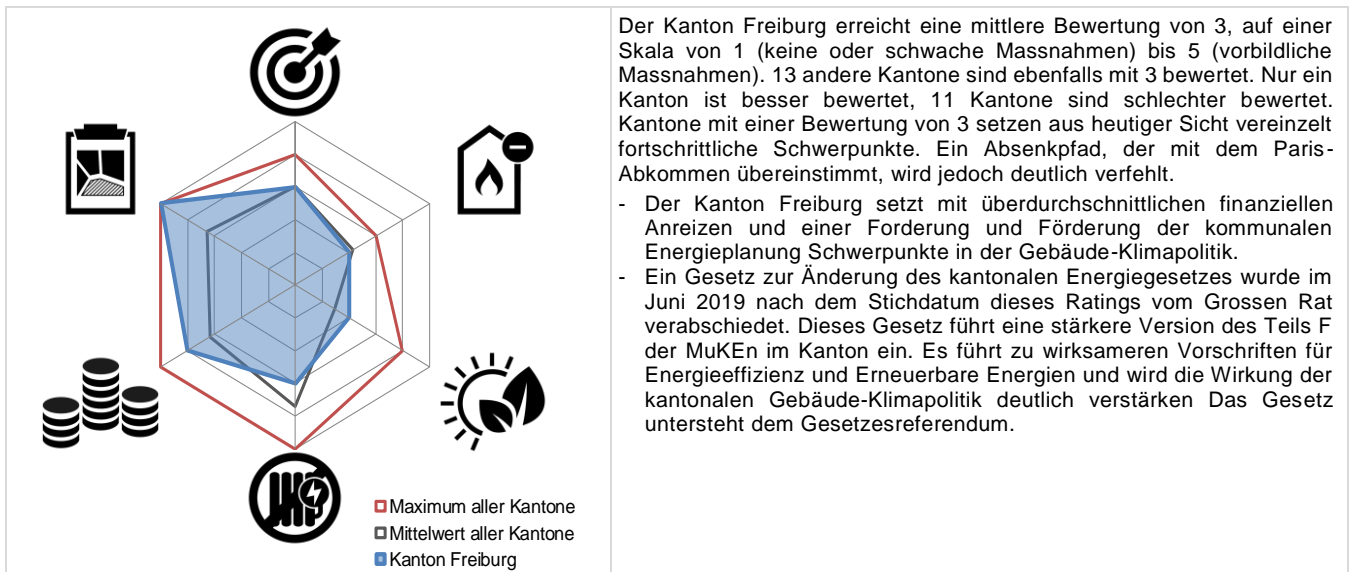 Maximum aller Kantone
Mittelwert aller Kantone
Kanton Freiburg
Der Kanton Freiburg erreicht eine mittlere Bewertung von 3, auf einer
Skala von 1 (keine oder schwache Massnahmen) bis 5 (vorbildliche
Massnahmen). 13 andere Kantone sind ebenfalls mit 3 bewertet. Nur ein
Kanton ist besser bewertet, 11 Kantone sind schlechter bewertet.
Kantone mit einer Bewertung von 3 setzen aus heutiger Sicht vereinzelt
fortschrittliche Schwerpunkte. Ein Absenkpfad, der mit dem Paris-
Abkommen übereinstimmt, wird jedoch deutlich verfehlt.
- Der Kanton Freiburg setzt mit überdurchschnittlichen finanziellen
Anreizen und einer Forderung und Förderung der kommunalen
Energieplanung Schwerpunkte in der Gebäude-Klimapolitik.
- Ein Gesetz zur Änderung des kantonalen Energiegesetzes wurde im
Juni 2019 nach dem Stichdatum dieses Ratings vom Grossen Rat
verabschiedet. Dieses Gesetz führt eine stärkere Version des Teils F
der MuKEn im Kanton ein. Es führt zu wirksameren Vorschriften für
Energieeffizienz und Erneuerbare Energien und wird die Wirkung der
kantonalen Gebäude-Klimapolitik deutlich verstärken Das Gesetz
untersteht dem Gesetzesreferendum.